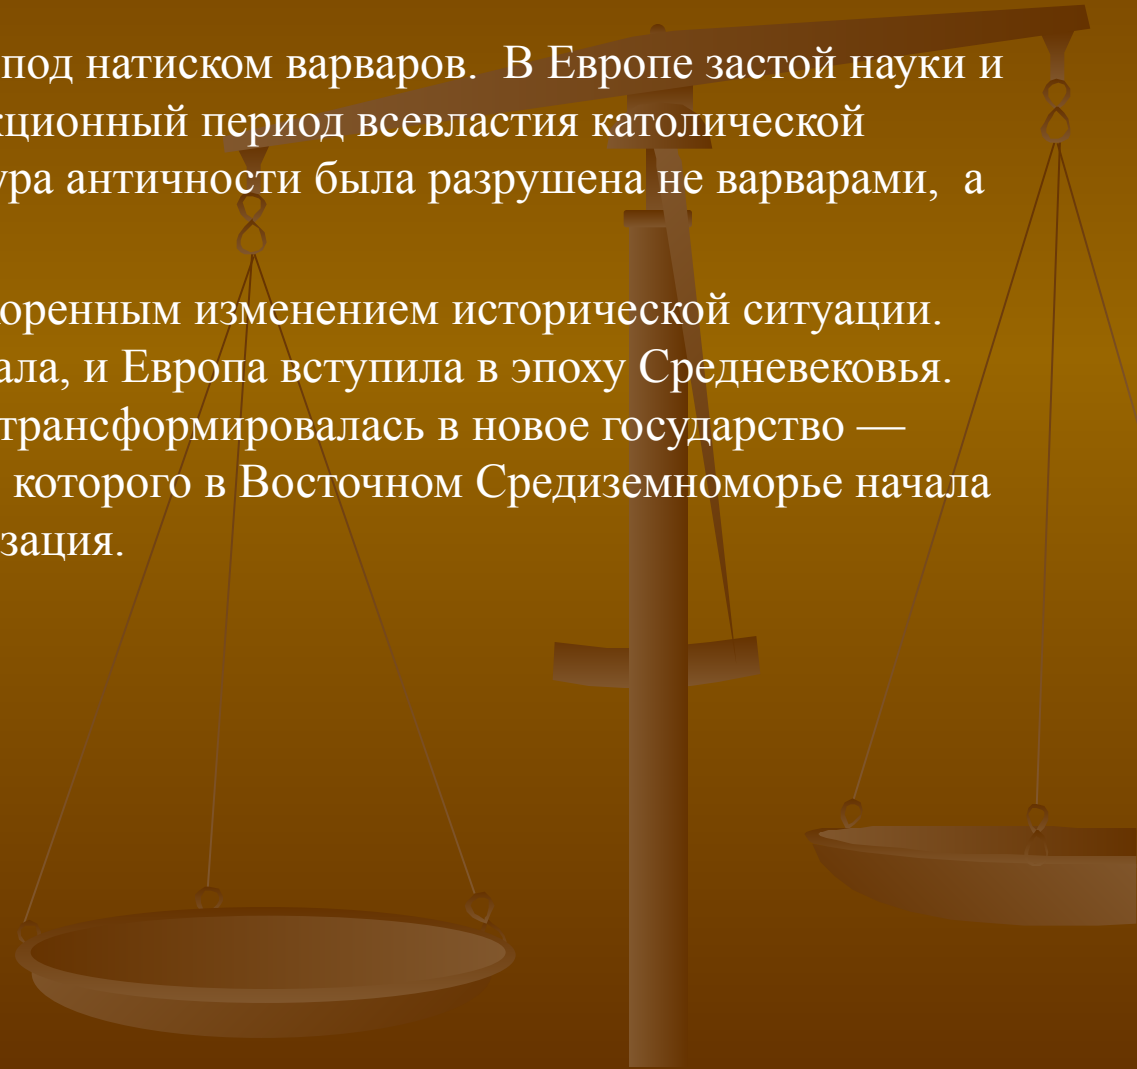 под натиском варваров.  В Европе застой науки и
кционный период всевластия католической
ура античности была разрушена не варварами,  а
коренным изменением исторической ситуации.
ала, и Европа вступила в эпоху Средневековья.
трансформировалась в новое государство —
которого в Восточном Средиземноморье начала
зация.